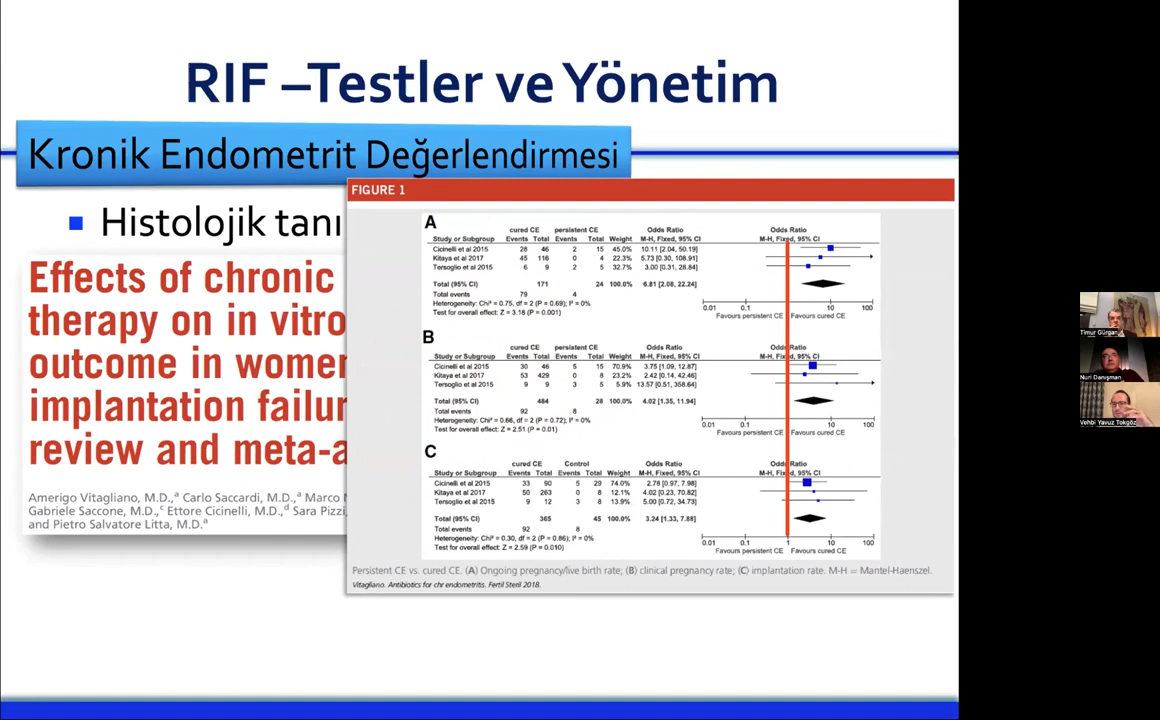 RIF –Testler ve Yönetim
Kronik Endometrit Değerlendirmesi
Histolojik tanı
Effects of chronic
therapy on in vitro
outcome in women
implantation failur
review and meta-a
Amerigo Vitagliano, M.D.,ª Carlo Saccardi, M.D.,ª Marco
Gabriele Saccone, M.D.,ᶜ Ettore Cicinelli, M.D.,ᵈ Sara Pizzi,
and Pietro Salvatore Litta, M.D.ª
FIGURE 1
A
cured CE persistent CE Odds Ratio Odds Ratio
Study or Subgroup Events Total Events Total Weight M-H, Fixed, 95% CI M-H, Fixed, 95% CI
Cicinelli et al 2015 28 46 2 15 45.0% 10.11 [2.04, 50.19]
Kitaya et al 2017 45 116 0 4 22.3% 5.73 [0.30, 108.91]
Tersoglio et al 2015 6 9 2 5 32.7% 3.00 [0.31, 28.84]
Total (95% CI) 171 24 100.0% 6.81 [2.08, 22.24]
Total events 79 4
Heterogeneity: Chi² = 0.75, df = 2 (P = 0.69); I² = 0%
Test for overall effect: Z = 3.18 (P = 0.001)
0.01 0.1 1 10 100
Favours persistent CE Favours cured CE
B
cured CE persistent CE Odds Ratio Odds Ratio
Study or Subgroup Events Total Events Total Weight M-H, Fixed, 95% CI M-H, Fixed, 95% CI
Cicinelli et al 2015 30 46 5 15 70.9% 3.75 [1.09, 12.87]
Kitaya et al 2017 53 429 0 8 23.2% 2.42 [0.14, 42.46]
Tersoglio et al 2015 9 9 3 5 5.9% 13.57 [0.51, 358.64]
Total (95% CI) 484 28 100.0% 4.02 [1.35, 11.94]
Total events 92 8
Heterogeneity: Chi² = 0.66, df = 2 (P = 0.72); I² = 0%
Test for overall effect: Z = 2.51 (P = 0.01)
0.01 0.1 1 10 100
Favours persistent CE Favours cured CE
C
cured CE Control Odds Ratio Odds Ratio
Study or Subgroup Events Total Events Total Weight M-H, Fixed, 95% CI M-H, Fixed, 95% CI
Cicinelli et al 2015 33 90 5 29 74.0% 2.78 [0.97, 7.98]
Kitaya et al 2017 50 263 0 8 12.1% 4.02 [0.23, 70.82]
Tersoglio et al 2015 9 12 3 8 13.9% 5.00 [0.72, 34.73]
Total (95% CI) 365 45 100.0% 3.24 [1.33, 7.88]
Total events 92 8
Heterogeneity: Chi² = 0.30, df = 2 (P = 0.86); I² = 0%
Test for overall effect: Z = 2.59 (P = 0.010)
0.01 0.1 1 10 100
Favours persistent CE Favours cured CE
Persistent CE vs. cured CE. (A) Ongoing pregnancy/live birth rate; (B) clinical pregnancy rate; (C) implantation rate. M-H = Mantel-Haenszel.
Vitagliano. Antibiotics for chr endometritis. Fertil Steril 2018.
Timur Gürgan
Nuri Danışman
Vehbi Yavuz Tokgöz